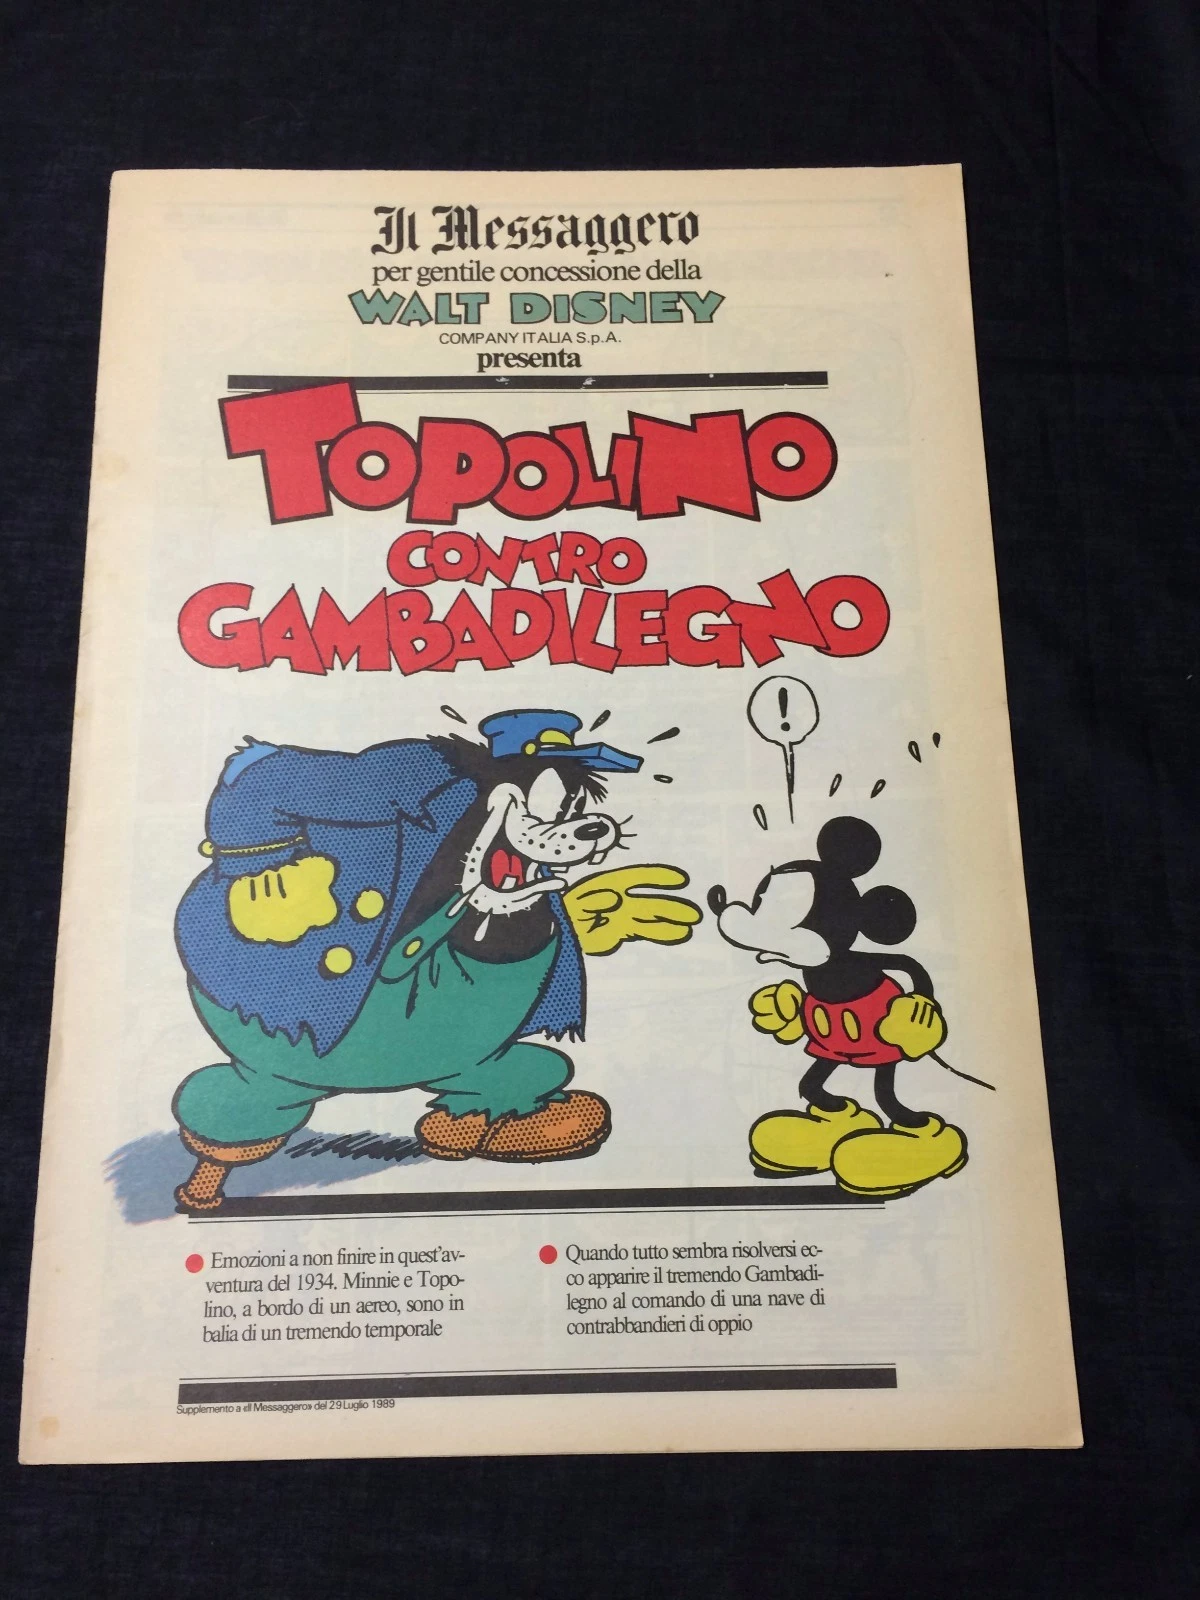 Il Messaggero
per gentile concessione della
WALT DISNEY
COMPANY ITALIA S.p.A.
presenta
TOPOLINO
CONTRO
GAMBADILEGNO
!
Emozioni a non finire in quest'av-
ventura del 1934. Minnie e Topo-
lino, a bordo di un aereo, sono in
balia di un tremendo temporale
Quando tutto sembra risolversi ec-
co apparire il tremendo Gambadi-
legno al comando di una nave di
contrabbandieri di oppio
Supplemento a «Il Messaggero» del 29 Luglio 1989